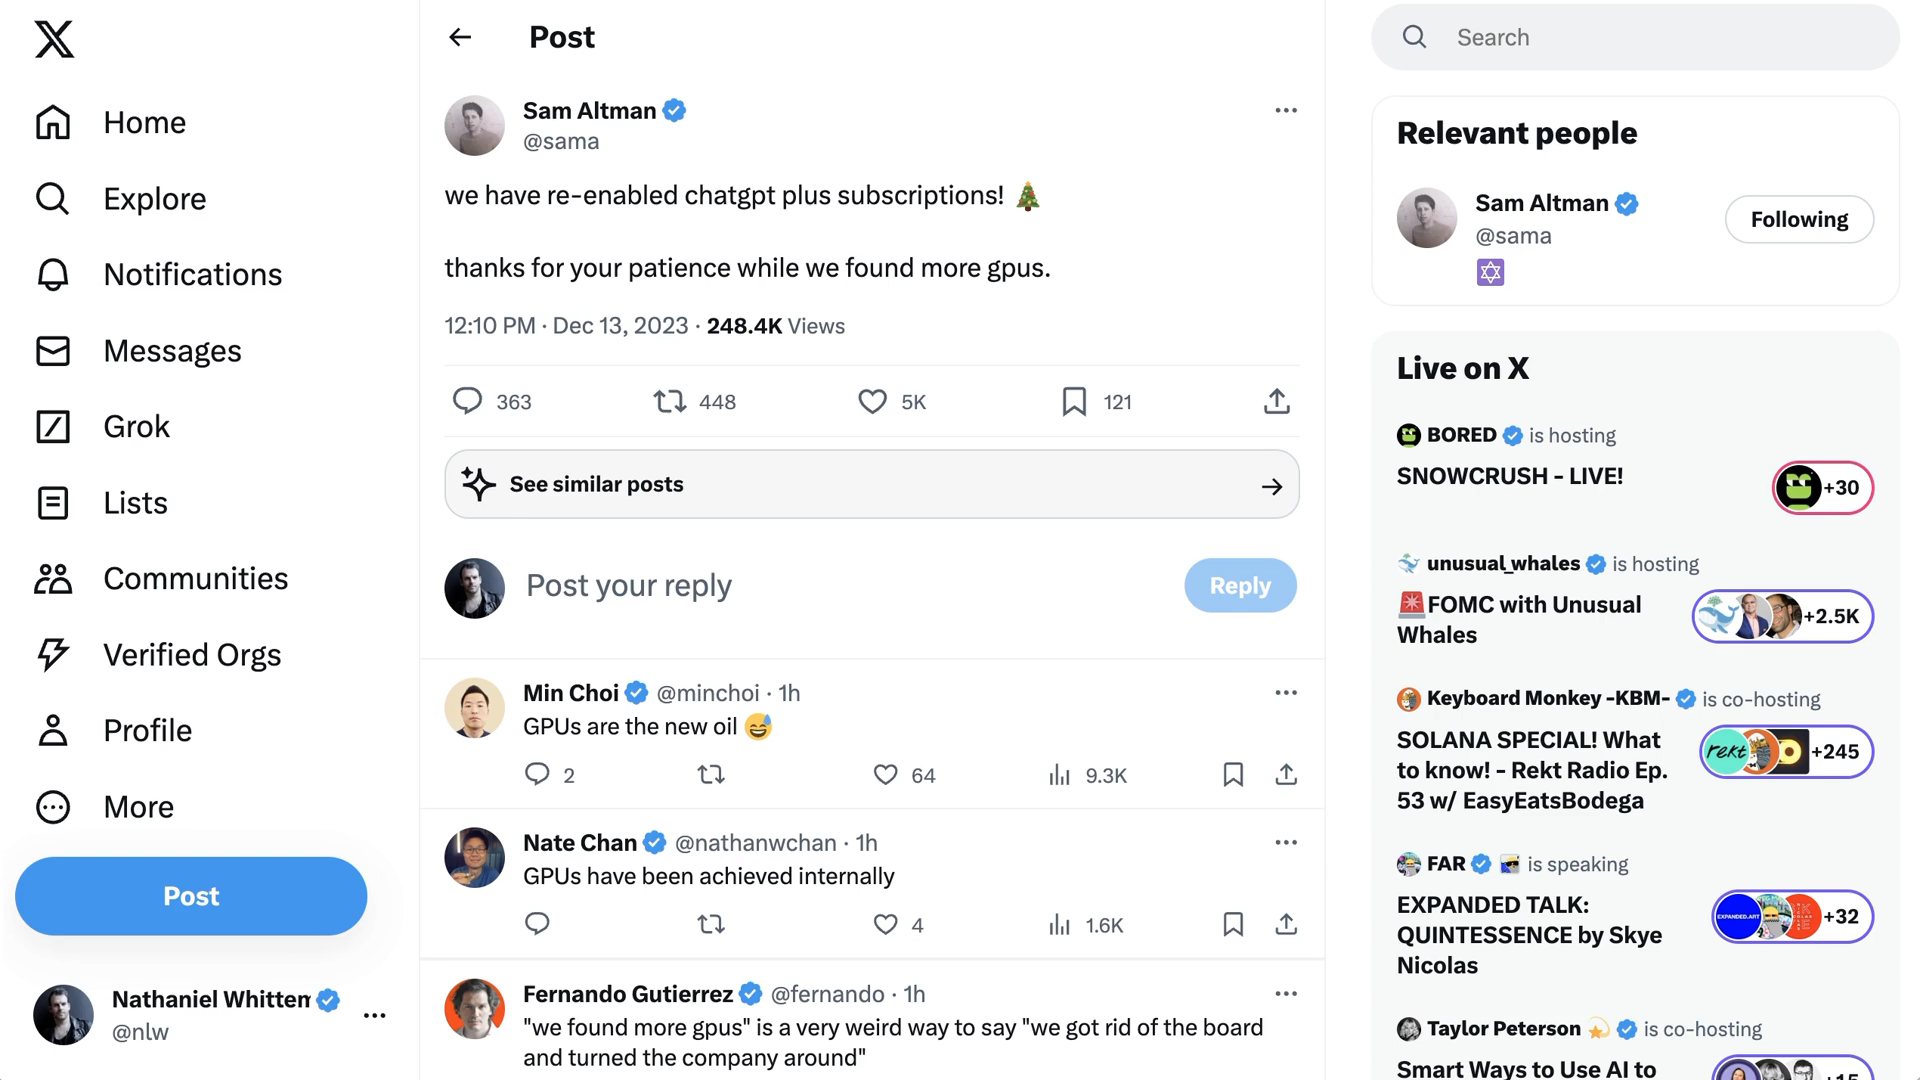 Home
Explore
Notifications
Messages
Grok
Lists
Communities
Verified Orgs
Profile
More
Post
Nathaniel Whitten
@nlw
Post
Sam Altman
@sama
we have re-enabled chatgpt plus subscriptions! 🎄
thanks for your patience while we found more gpus.
12:10 PM · Dec 13, 2023 · 248.4K Views
363 448 5K 121
See similar posts
Post your reply
Reply
Min Choi @minchoi · 1h
GPUs are the new oil 😅
2 64 9.3K
Nate Chan @nathanwchan · 1h
GPUs have been achieved internally
4 1.6K
Fernando Gutierrez @fernando · 1h
"we found more gpus" is a very weird way to say "we got rid of the board
and turned the company around"
Search
Relevant people
Sam Altman
@sama
✡️
Following
Live on X
BORED is hosting
SNOWCRUSH - LIVE!
+30
unusual_whales is hosting
🚨FOMC with Unusual
Whales
+2.5K
Keyboard Monkey -KBM- is co-hosting
SOLANA SPECIAL! What
to know! - Rekt Radio Ep.
53 w/ EasyEatsBodega
rekt
+245
FAR is speaking
EXPANDED TALK:
QUINTESSENCE by Skye
Nicolas
EXPANDED.ART
+32
Taylor Peterson 💫 is co-hosting
Smart Ways to Use AI to
+15